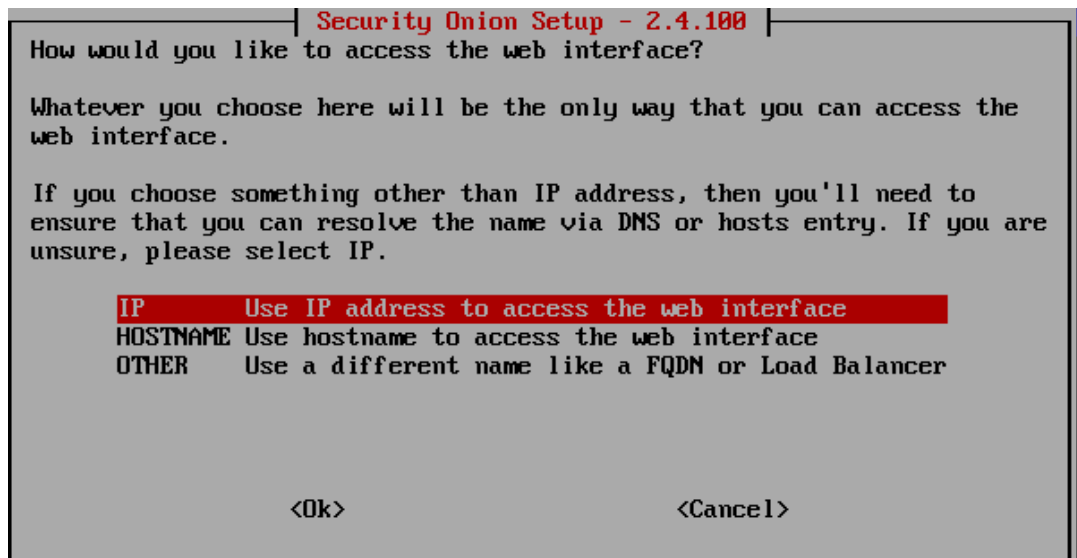 Security Onion Setup - 2.4.100
How would you like to access the web interface?
Whatever you choose here will be the only way that you can access the
web interface.
If you choose something other than IP address, then you'll need to
ensure that you can resolve the name via DNS or hosts entry. If you are
unsure, please select IP.
IP Use IP address to access the web interface
HOSTNAME Use hostname to access the web interface
OTHER Use a different name like a FQDN or Load Balancer
<Ok> <Cancel>